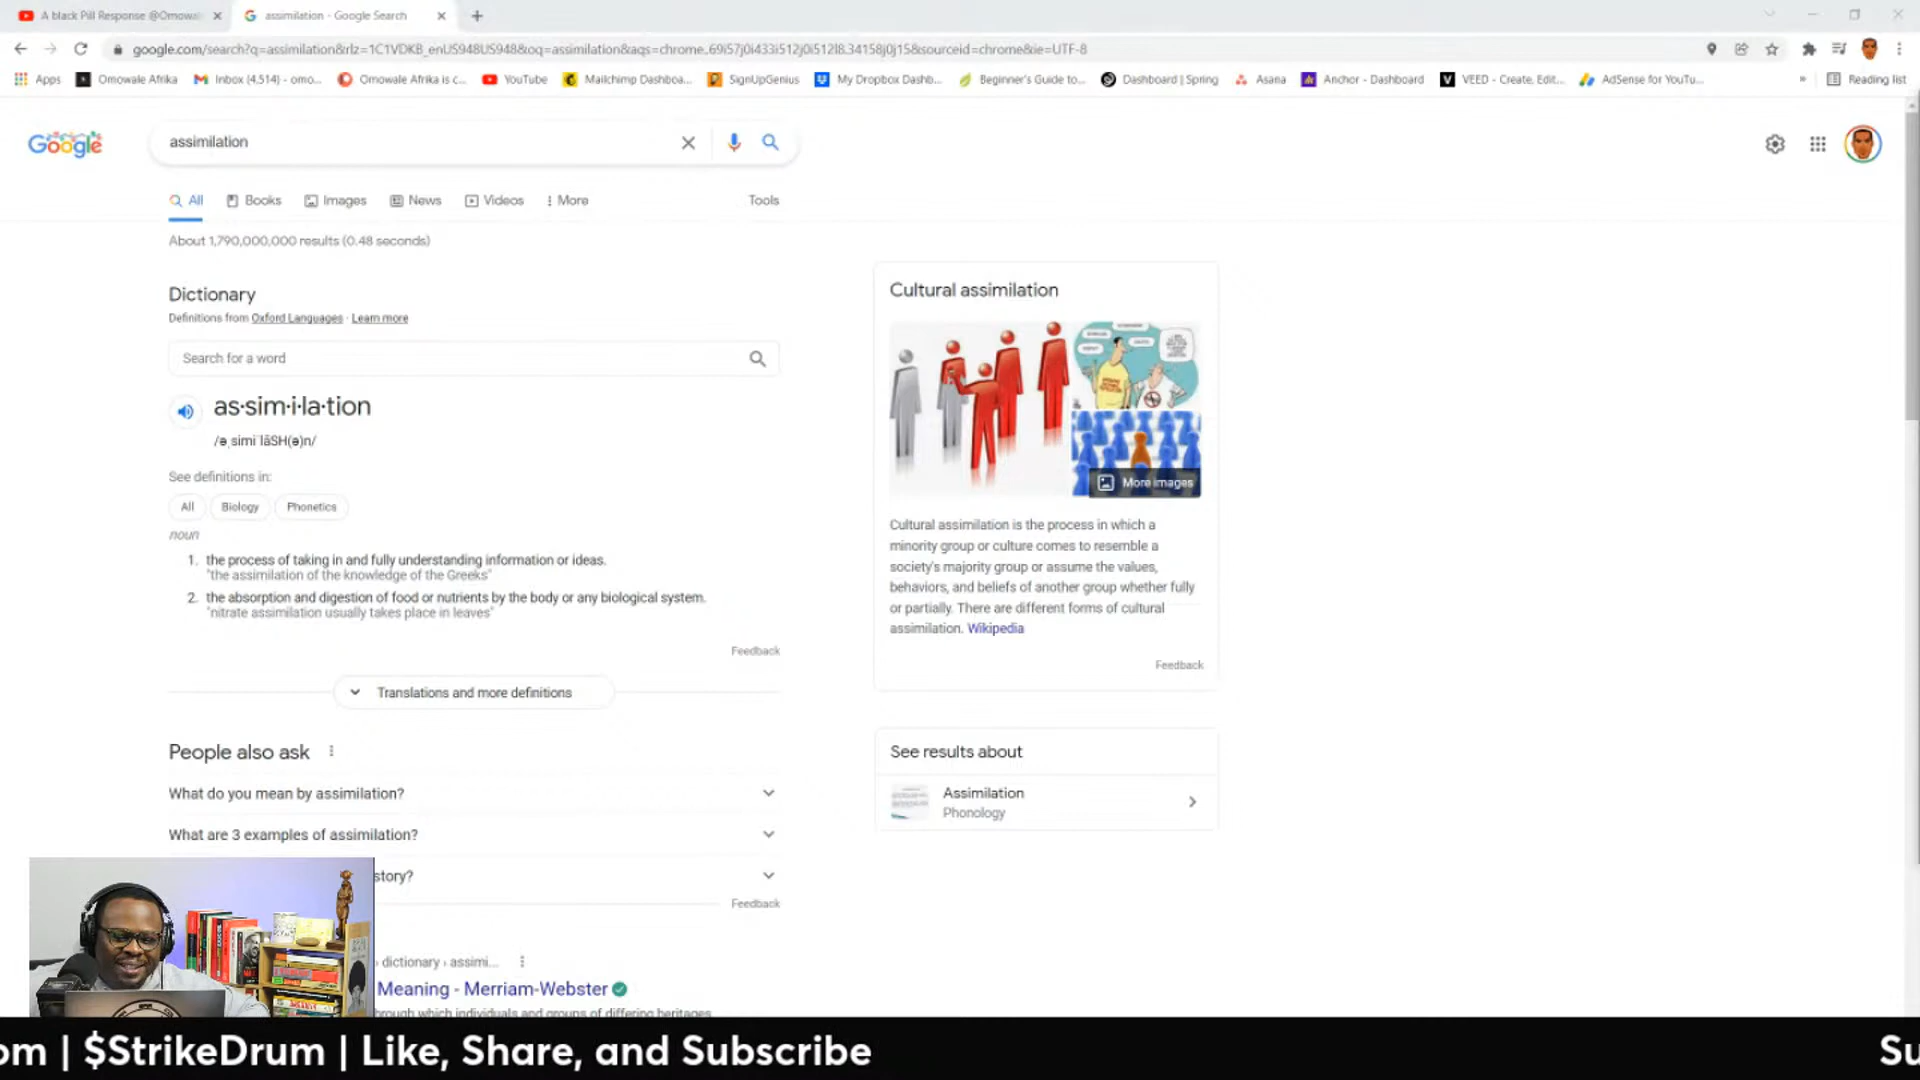 A black Pill Response @Omowal
assimilation - Google Search
google.com/search?q=assimilation&rlz=1C1VDKB_enUS948US948&oq=assimilation&aqs=chrome..69i57j0i433i512j0i512l8.34158j0j15&sourceid=chrome&ie=UTF-8
Apps Omowale Afrika Inbox (4,514) - omo... Omowale Afrika is c... YouTube Mailchimp Dashboa... SignUpGenius My Dropbox Dashb... Beginner's Guide to... Dashboard | Spring Asana Anchor - Dashboard VEED - Create, Edit... AdSense for YouTu... » Reading list
Google
assimilation
All Books Images News Videos More Tools
About 1,790,000,000 results (0.48 seconds)
Dictionary
Definitions from Oxford Languages · Learn more
Search for a word
as·sim·i·la·tion
/əˌsiməˈlāSH(ə)n/
See definitions in:
All Biology Phonetics
noun
1. the process of taking in and fully understanding information or ideas.
"the assimilation of the knowledge of the Greeks"
2. the absorption and digestion of food or nutrients by the body or any biological system.
"nitrate assimilation usually takes place in leaves"
Feedback
Translations and more definitions
People also ask
What do you mean by assimilation?
What are 3 examples of assimilation?
story?
Feedback
› dictionary › assimi...
Meaning - Merriam-Webster
through which individuals and groups of differing heritages
Cultural assimilation
More images
Cultural assimilation is the process in which a
minority group or culture comes to resemble a
society's majority group or assume the values,
behaviors, and beliefs of another group whether fully
or partially. There are different forms of cultural
assimilation. Wikipedia
Feedback
See results about
Assimilation
Phonology
om | $StrikeDrum | Like, Share, and Subscribe
Su